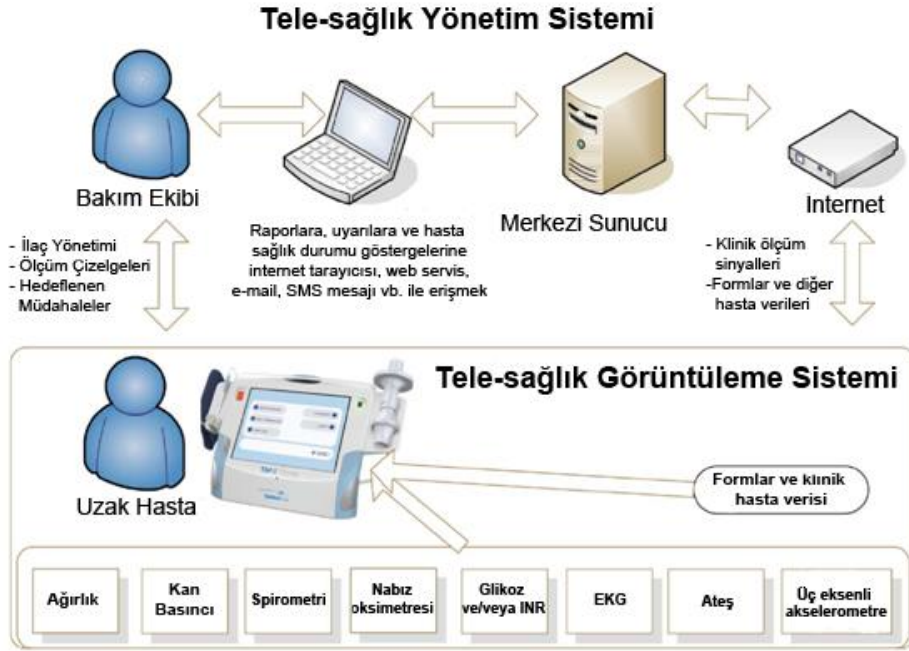 Tele-sağlık Yönetim Sistemi
Bakım Ekibi
Merkezi Sunucu
İnternet
Raporlara, uyarılara ve hasta
sağlık durumu göstergelerine
internet tarayıcısı, web servis,
e-mail, SMS mesajı vb. ile erişmek
- İlaç Yönetimi
- Ölçüm Çizelgeleri
- Hedeflenen
Müdahaleler
- Klinik ölçüm
sinyalleri
-Formlar ve diğer
hasta verileri
Tele-sağlık Görüntüleme Sistemi
Uzak Hasta
Formlar ve klinik
hasta verisi
Ağırlık
Kan
Basıncı
Spirometri
Nabız
oksimetresi
Glikoz
ve/veya INR
EKG
Ateş
Üç eksenli
akselerometre